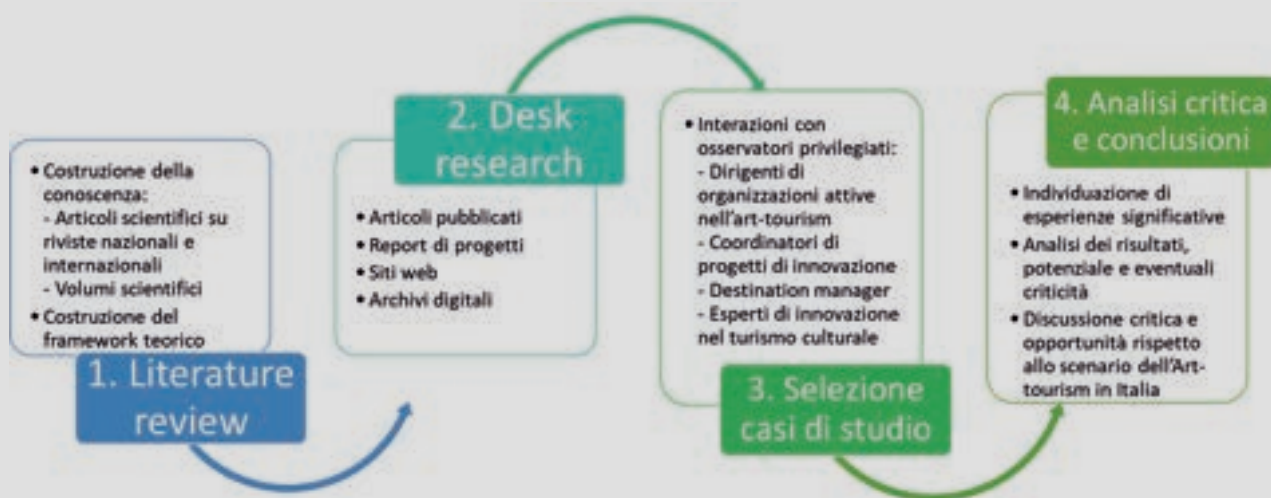 • Costruzione della
conoscenza:
- Articoli scientifici su
riviste nazionali e
internazionali
- Volumi scientifici
• Costruzione del
framework teorico
1. Literature
review
2. Desk
research
• Articoli pubblicati
• Report di progetti
• Siti web
• Archivi digitali
• Interazioni con
osservatori privilegiati:
- Dirigenti di
organizzazioni attive
nell'art-tourism
- Coordinatori di
progetti di innovazione
- Destination manager
- Esperti di innovazione
nel turismo culturale
3. Selezione
casi di studio
4. Analisi critica
e conclusioni
• Individuazione di
esperienze significative
• Analisi dei risultati,
potenziale e eventuali
criticità
• Discussione critica e
opportunità rispetto
allo scenario dell'Art-
tourism in Italia